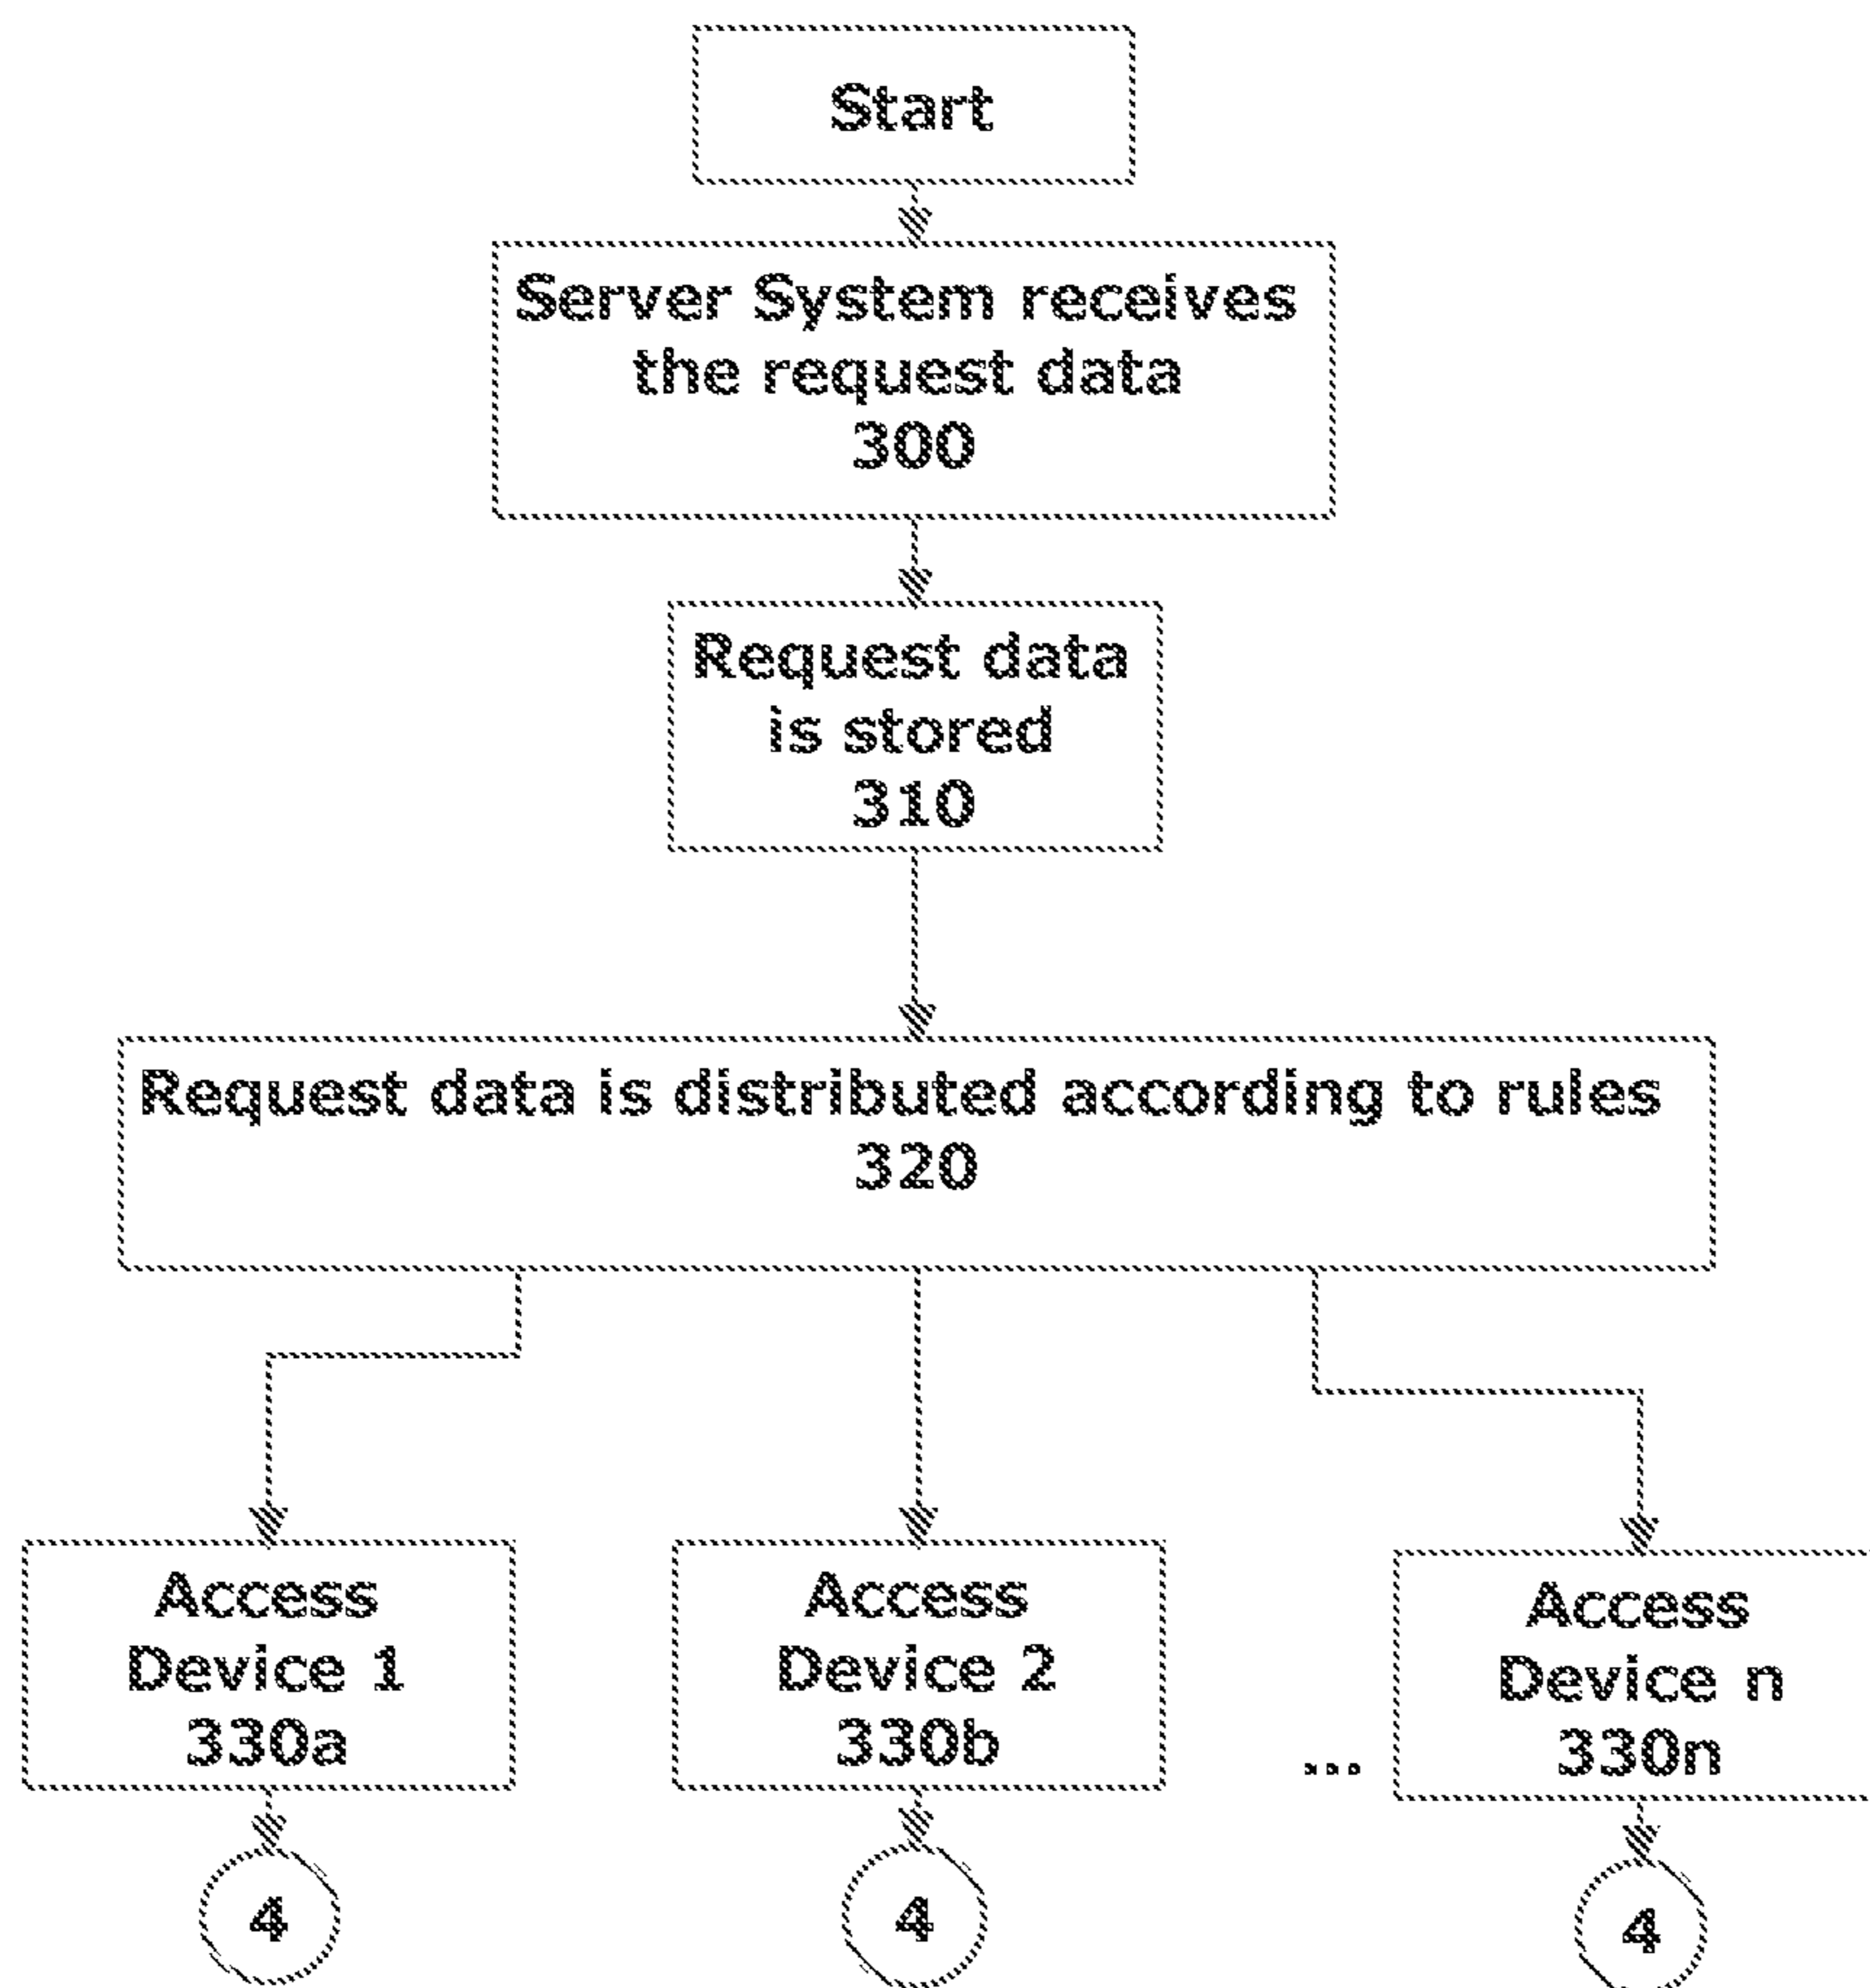 Start
Server System receives
the request data
300
Request data
is stored
310
Request data is distributed according to rules
320
Access
Device 1
330a
Access
Device 2
330b
...
Access
Device n
330n
4
4
4